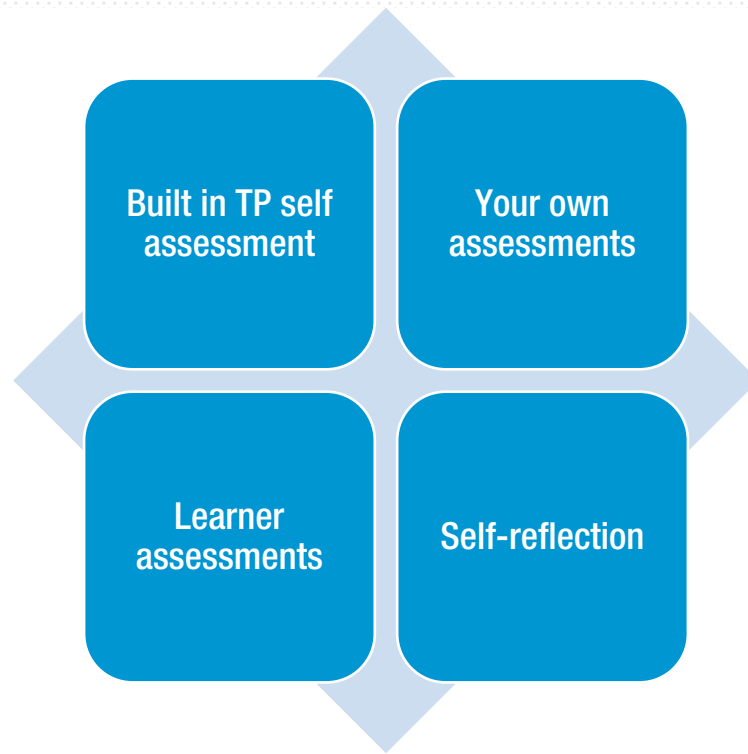 Built in TP self
assessment
Your own
assessments
Learner
assessments
Self-reflection